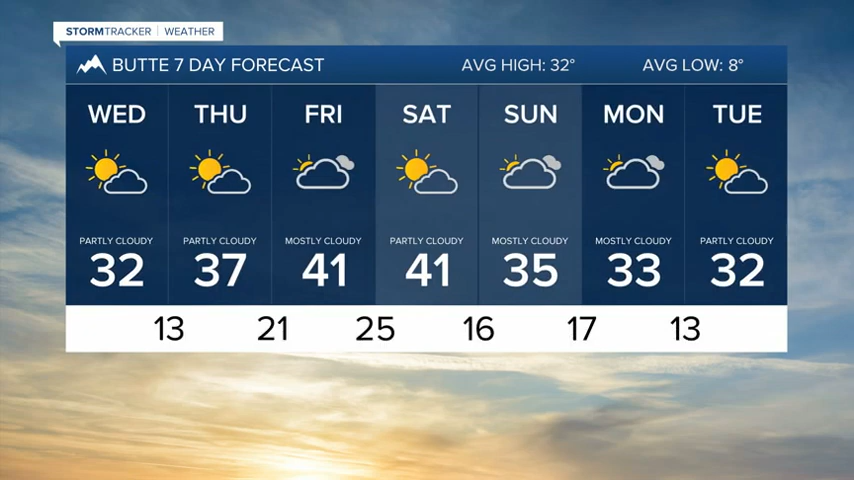 STORMTRACKER | WEATHER
BUTTE 7 DAY FORECAST AVG HIGH: 32° AVG LOW: 8°
WED THU FRI SAT SUN MON TUE
PARTLY CLOUDY PARTLY CLOUDY MOSTLY CLOUDY PARTLY CLOUDY MOSTLY CLOUDY MOSTLY CLOUDY PARTLY CLOUDY
32 37 41 41 35 33 32
13 21 25 16 17 13